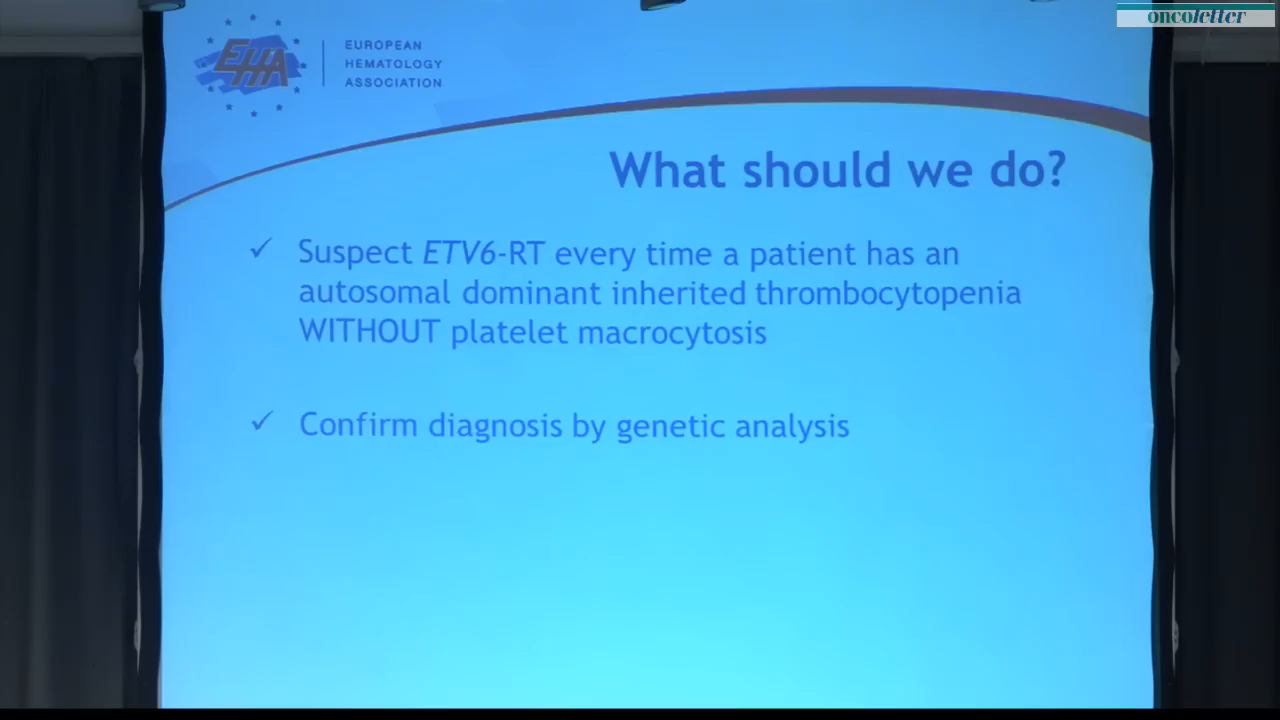 oncoletter
EHA
EUROPEAN
HEMATOLOGY
ASSOCIATION
What should we do?
✓ Suspect ETV6-RT every time a patient has an
autosomal dominant inherited thrombocytopenia
WITHOUT platelet macrocytosis
✓ Confirm diagnosis by genetic analysis